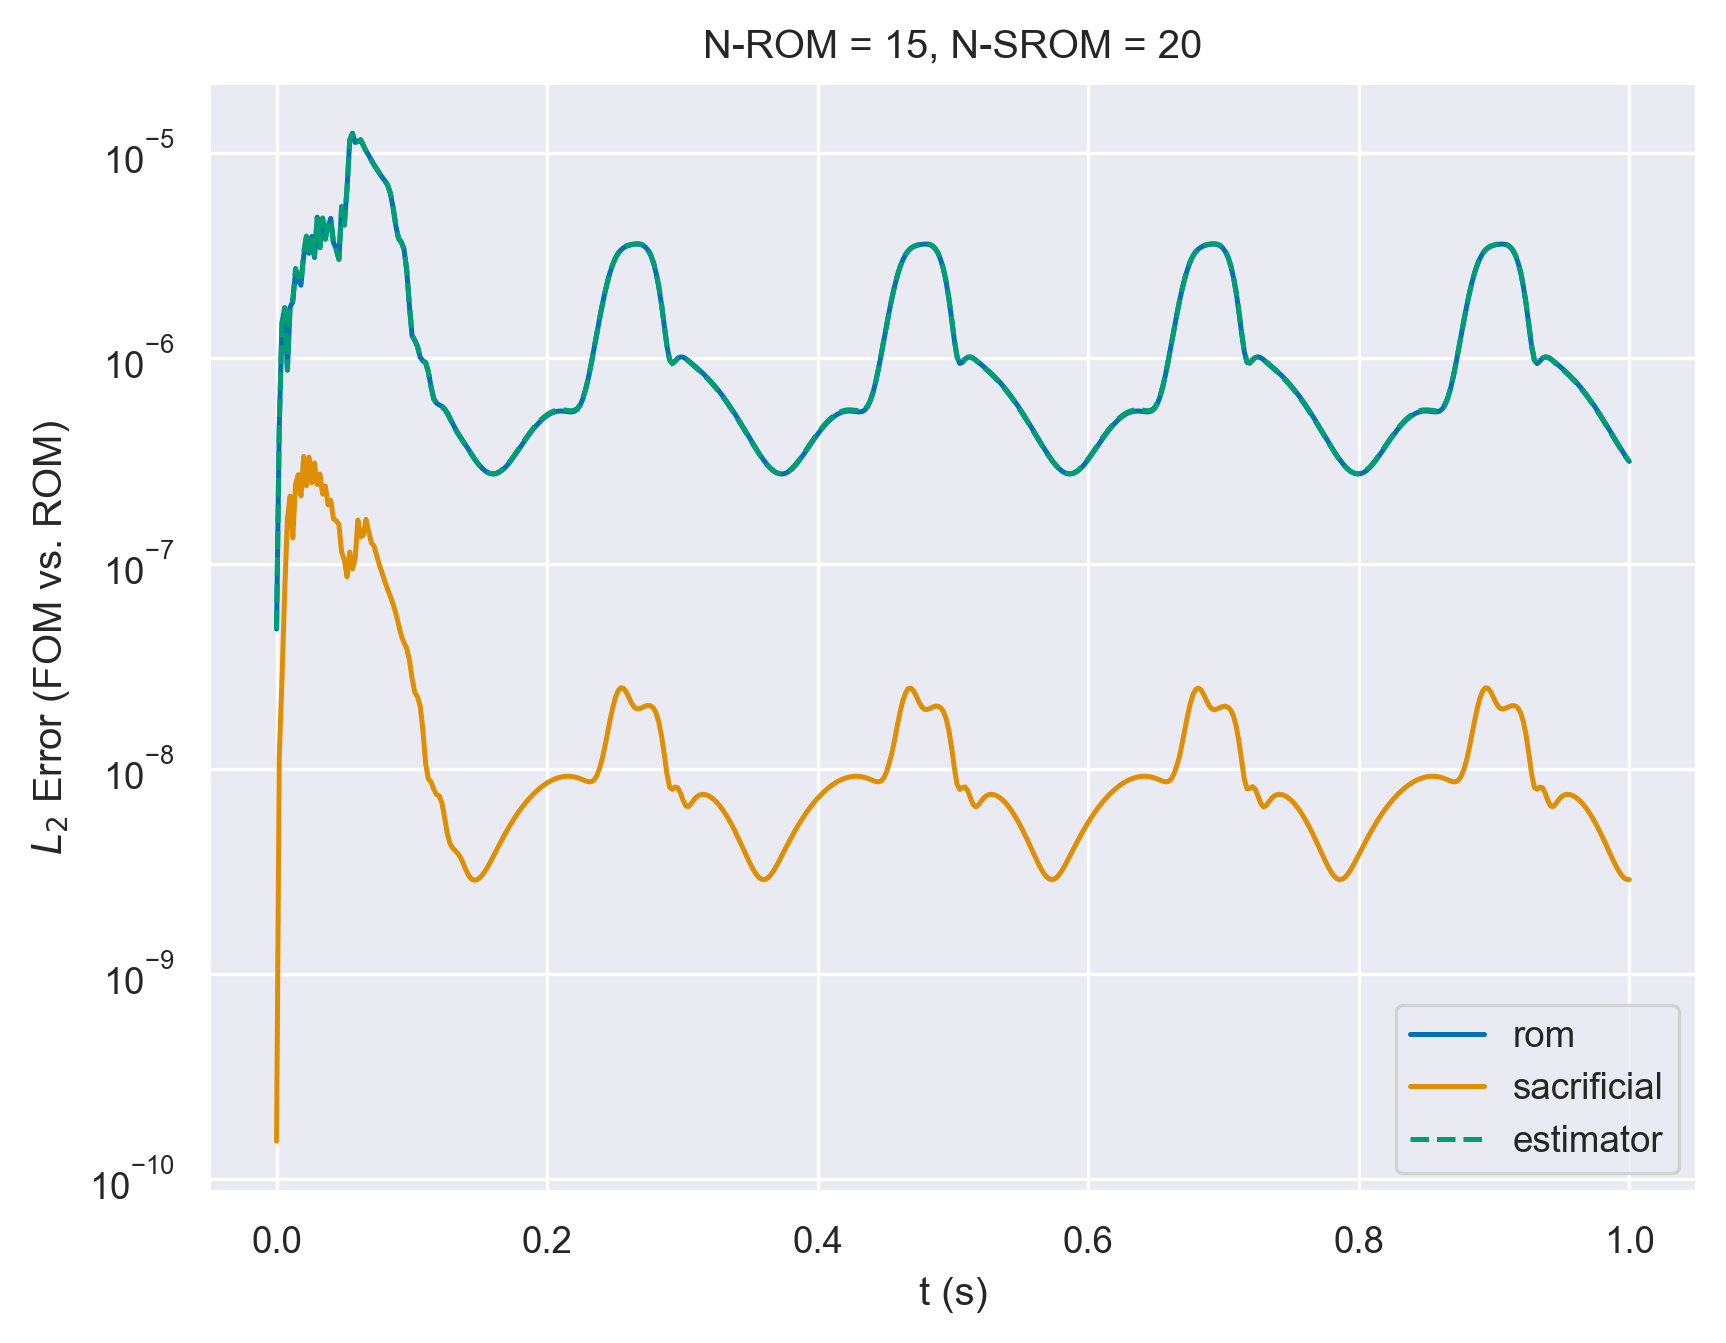 N-ROM = 15, N-SROM = 20
L₂ Error (FOM vs. ROM)
10⁻⁵
10⁻⁶
10⁻⁷
10⁻⁸
10⁻⁹
10⁻¹⁰
rom
sacrificial
estimator
0.0 0.2 0.4 0.6 0.8 1.0
t (s)